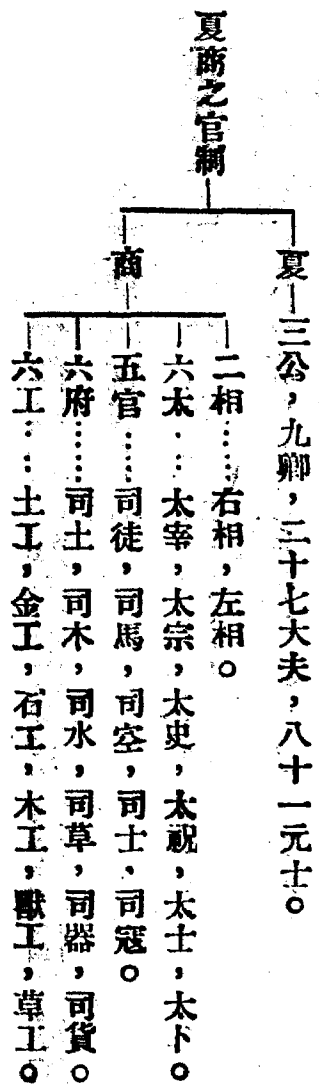 夏商之官制
夏
三公，九卿，二十七大夫，八十一元士。
商
二相……右相，左相。
六太……太宰，太宗，太史，太祝，太士，太卜。
五官……司徒，司馬，司空，司士、司寇。
六府……司土，司木，司水，司草，司器，司貨。
六工……土工，金工，石工，木工，獸工，草工。